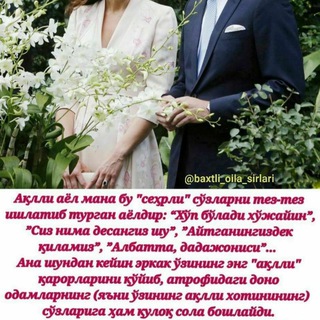 @baxtli_oila_sirlari
Ақлли аёл мана бу "сеҳрли" сўзларни тез-тез
ишлатиб турган аёлдир: “Хўп бўлади хўжайин”,
”Сиз нима десангиз шу”, ”Айтганингиздек
қиламиз”, ”Албатта, дадажониси”...
Ана шундан кейин эркак ўзининг энг "ақлли"
қарорларини қўйиб, атрофидаги доно
одамларнинг (яъни ўзининг ақлли хотинининг)
сўзларига ҳам қулоқ сола бошлайди.